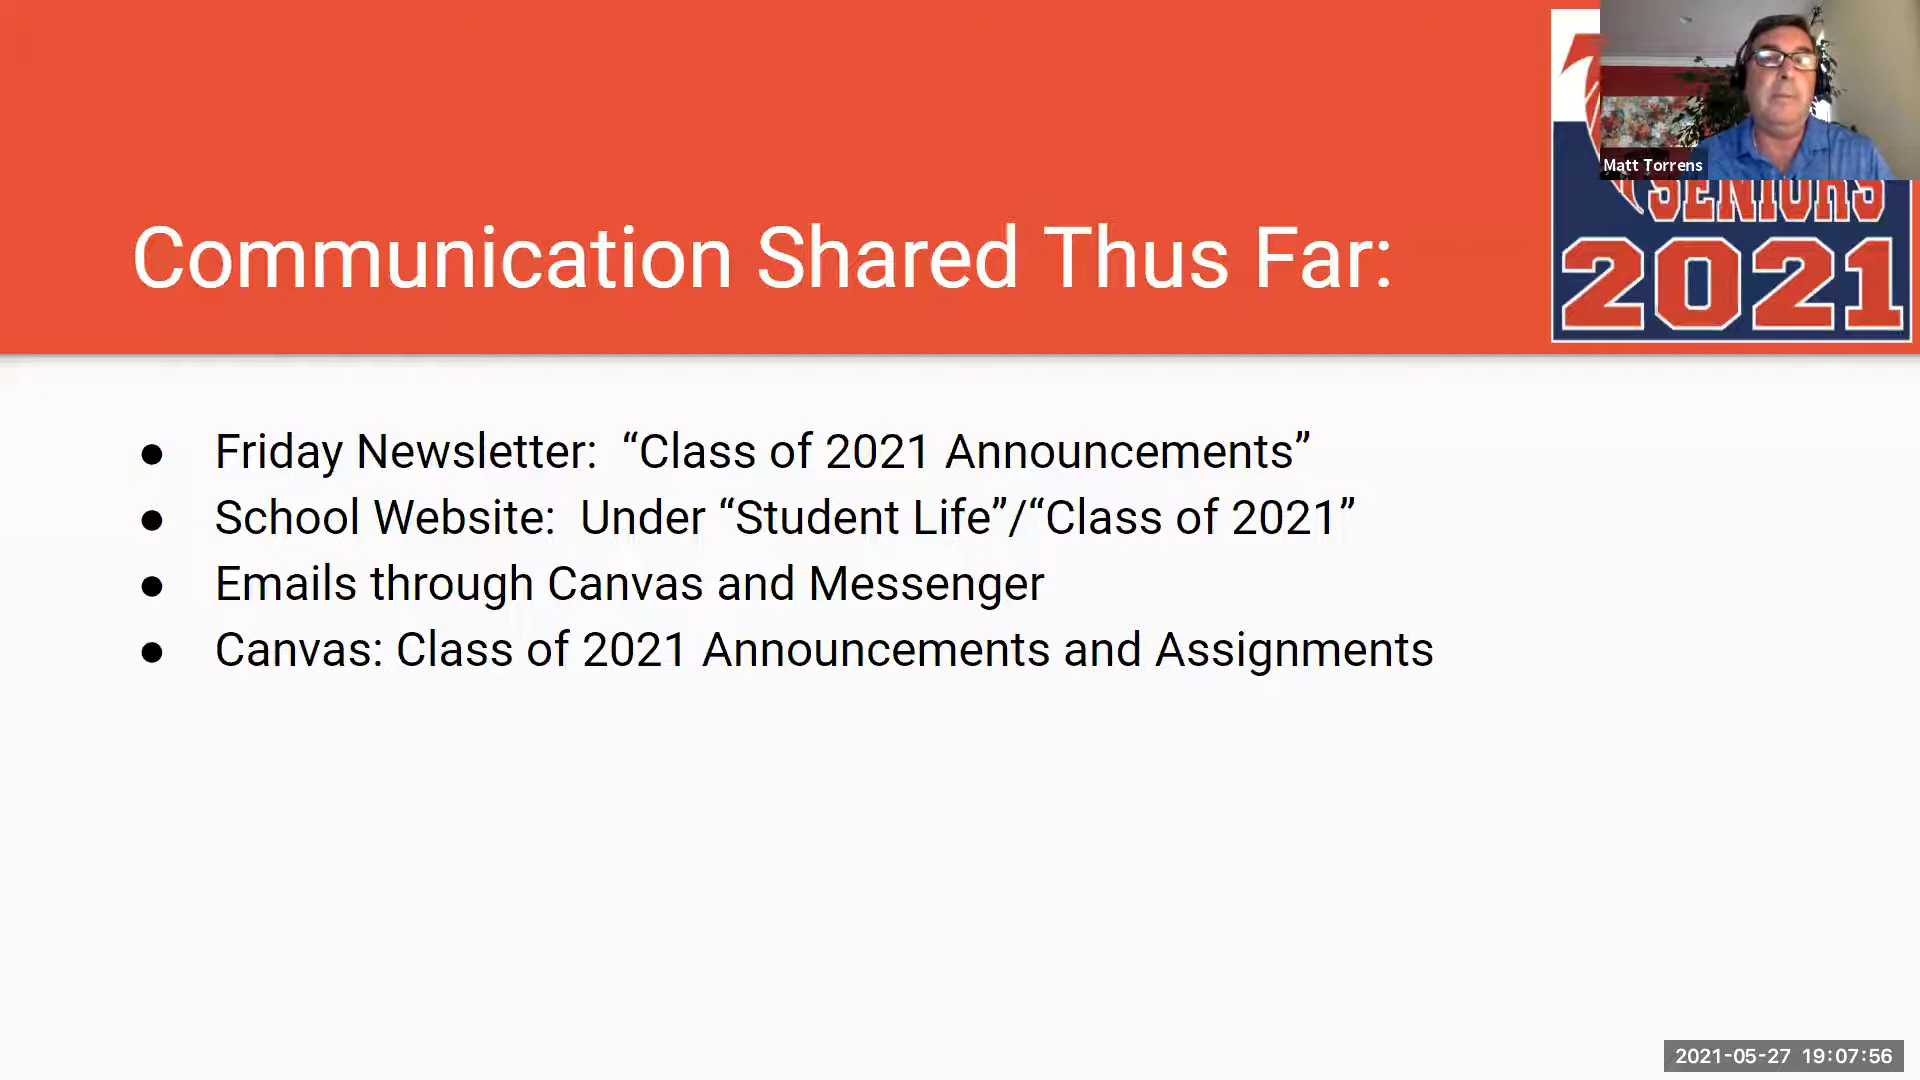 Matt Torrens
SENIORS
2021
Communication Shared Thus Far:
● Friday Newsletter:  “Class of 2021 Announcements”
● School Website:  Under “Student Life”/“Class of 2021”
● Emails through Canvas and Messenger
● Canvas: Class of 2021 Announcements and Assignments
2021-05-27 19:07:56